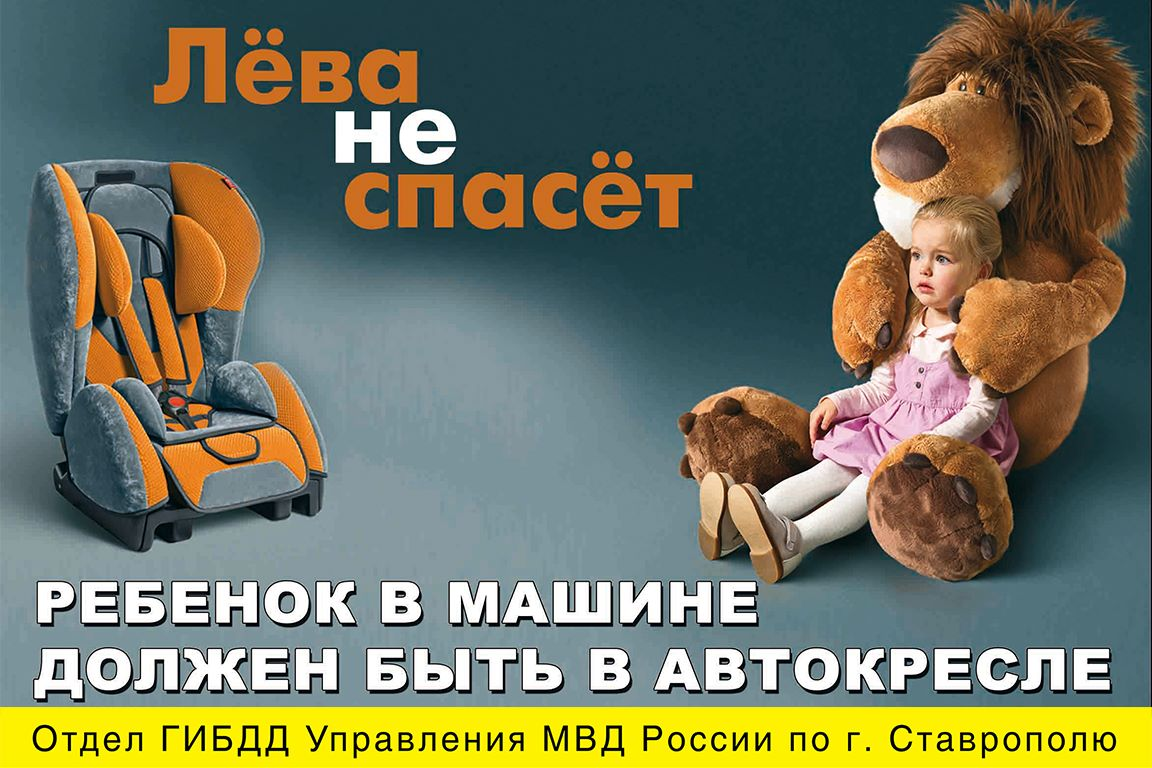 Лёва
не
спасёт
РЕБЕНОК В МАШИНЕ
ДОЛЖЕН БЫТЬ В АВТОКРЕСЛЕ
Отдел ГИБДД Управления МВД России по г. Ставрополю